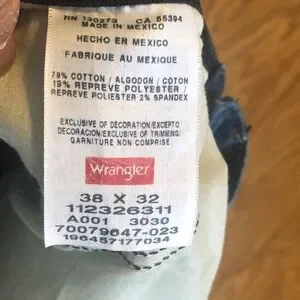 RN 130273 CA 55394
MADE IN MEXICO
HECHO EN MEXICO
FABRIQUE AU MEXIQUE
79% COTTON / ALGODON / COTON
19% REPREVE POLYESTER /
REPREVE POLIESTER 2% SPANDEX
EXCLUSIVE OF DECORATION/EXCEPTO
DECORACION/EXCLUSIVE OF TRIMMING/
GARNITURE NON COMPRISE
Wrangler
38 X 32
112326311
A001 3030
70079647-023
196457177034